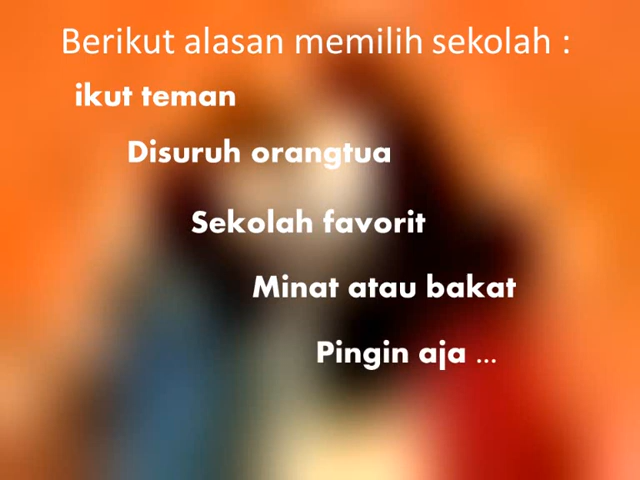 Berikut alasan memilih sekolah :
ikut teman
Disuruh orangtua
Sekolah favorit
Minat atau bakat
Pingin aja ...